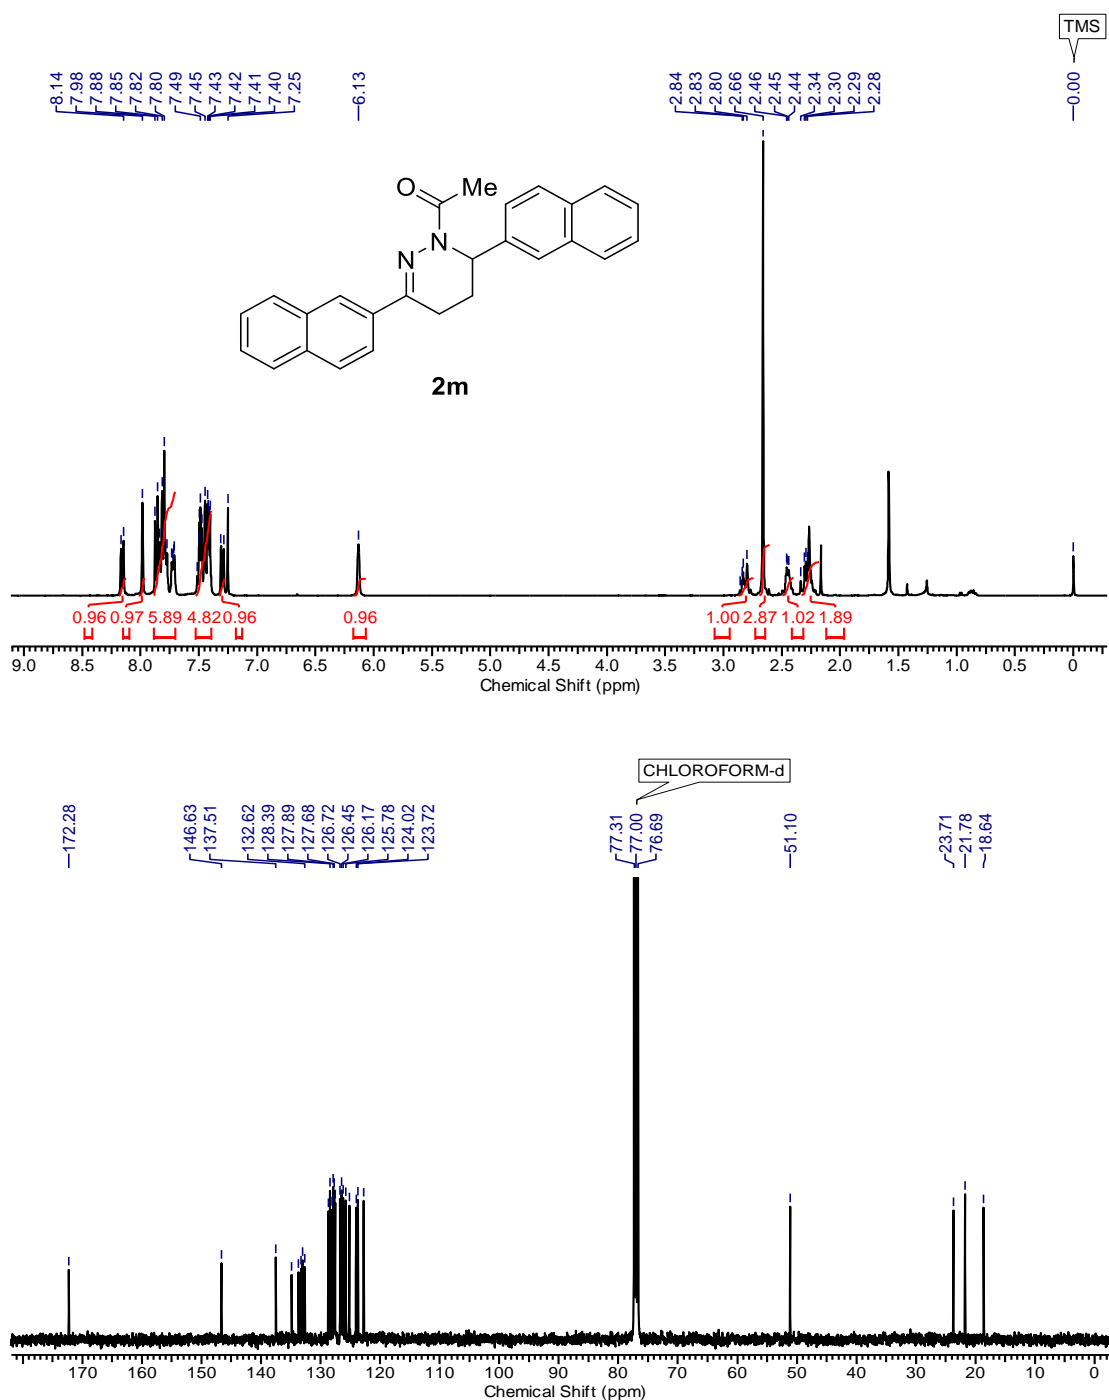 TMS
8.14 7.98 7.88 7.85 7.82 7.80 7.49 7.45 7.43 7.42 7.41 7.40 7.25 6.13 2.84 2.83 2.80 2.66 2.46 2.45 2.44 2.34 2.30 2.29 2.28 -0.00
O Me
N
N
2m
0.96 0.97 5.89 4.82 0.96 0.96 1.00 2.87 1.02 1.89
9.0 8.5 8.0 7.5 7.0 6.5 6.0 5.5 5.0 4.5 4.0 3.5 3.0 2.5 2.0 1.5 1.0 0.5 0
Chemical Shift (ppm)
CHLOROFORM-d
172.28 146.63 137.51 132.62 128.39 127.89 127.68 126.72 126.45 126.17 125.78 124.02 123.72 77.31 77.00 76.69 51.10 23.71 21.78 18.64
170 160 150 140 130 120 110 100 90 80 70 60 50 40 30 20 10 0
Chemical Shift (ppm)